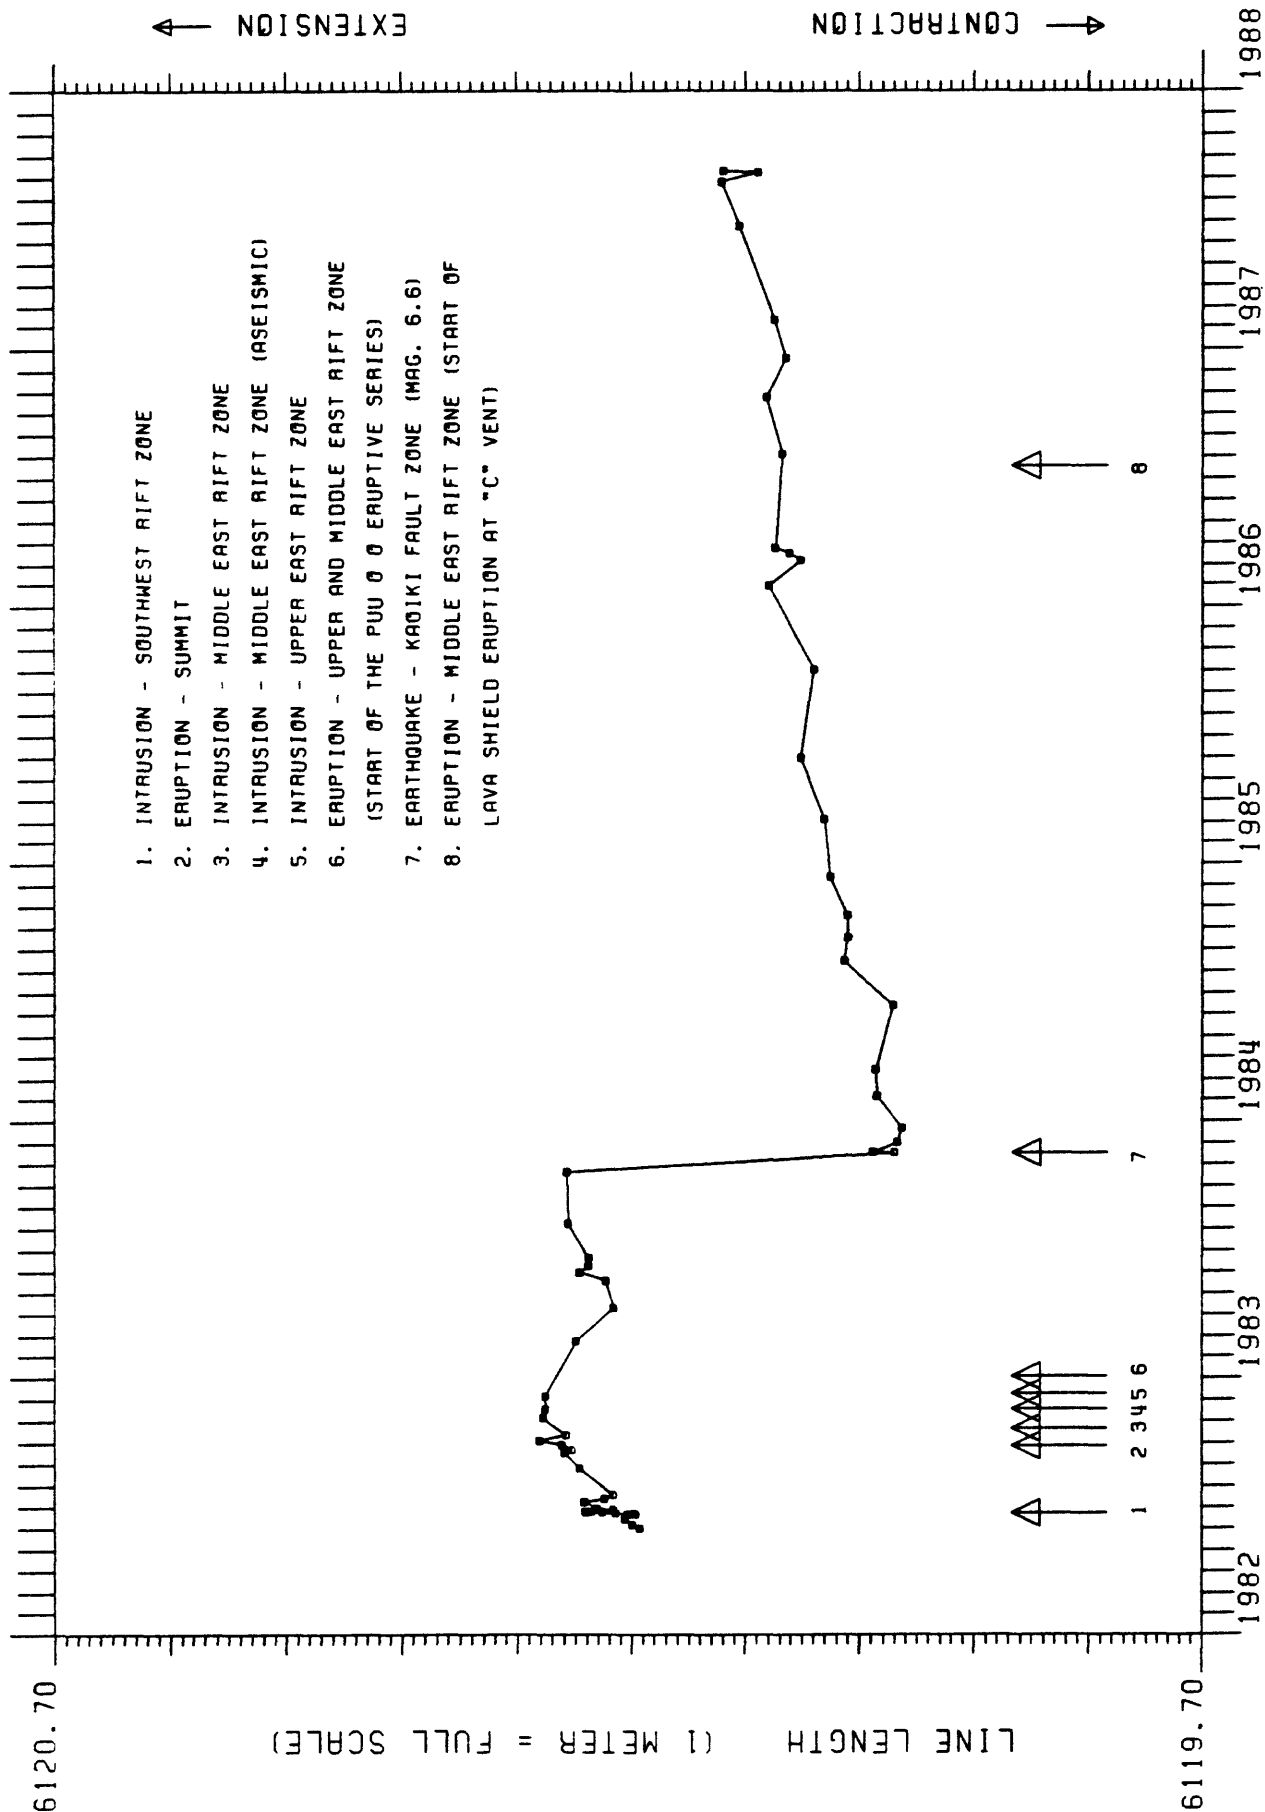 6120.70
6119.70
LINE LENGTH (1 METER = FULL SCALE)
EXTENSION
CONTRACTION
1. INTRUSION - SOUTHWEST RIFT ZONE
2. ERUPTION - SUMMIT
3. INTRUSION - MIDDLE EAST RIFT ZONE
4. INTRUSION - MIDDLE EAST RIFT ZONE (ASEISMIC)
5. INTRUSION - UPPER EAST RIFT ZONE
6. ERUPTION - UPPER AND MIDDLE EAST RIFT ZONE
(START OF THE PUU O O ERUPTIVE SERIES)
7. EARTHQUAKE - KAOIKI FAULT ZONE (MAG. 6.6)
8. ERUPTION - MIDDLE EAST RIFT ZONE (START OF
LAVA SHIELD ERUPTION AT "C" VENT)
1 2 3 4 5 6 7 8
1982 1983 1984 1985 1986 1987 1988